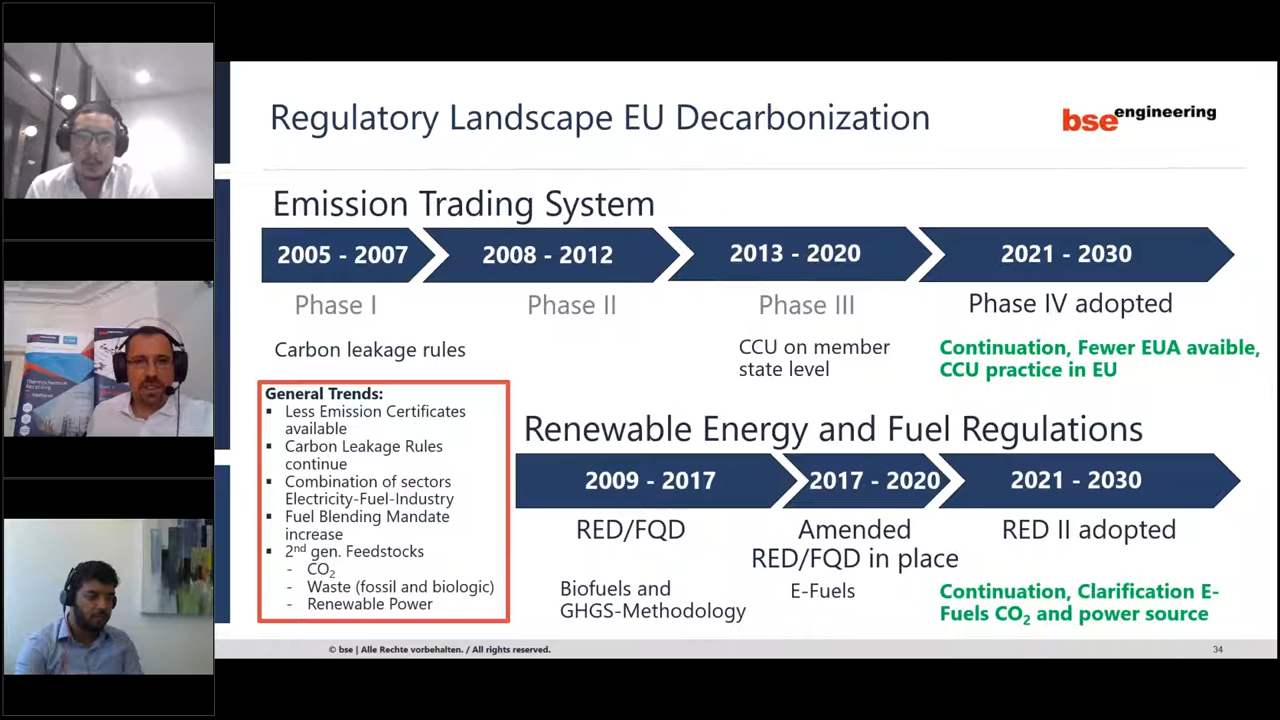 Regulatory Landscape EU Decarbonization
bse engineering
Emission Trading System
2005 - 2007
2008 - 2012
2013 - 2020
2021 - 2030
Phase I
Phase II
Phase III
Phase IV adopted
Carbon leakage rules
CCU on member
state level
Continuation, Fewer EUA avaible,
CCU practice in EU
General Trends:
▪ Less Emission Certificates
available
▪ Carbon Leakage Rules
continue
▪ Combination of sectors
Electricity-Fuel-Industry
▪ Fuel Blending Mandate
increase
▪ 2nd gen. Feedstocks
- CO2
- Waste (fossil and biologic)
- Renewable Power
Renewable Energy and Fuel Regulations
2009 - 2017
2017 - 2020
2021 - 2030
RED/FQD
Amended
RED/FQD in place
RED II adopted
Biofuels and
GHGS-Methodology
E-Fuels
Continuation, Clarification E-
Fuels CO2 and power source
© bse | Alle Rechte vorbehalten. / All rights reserved.
34